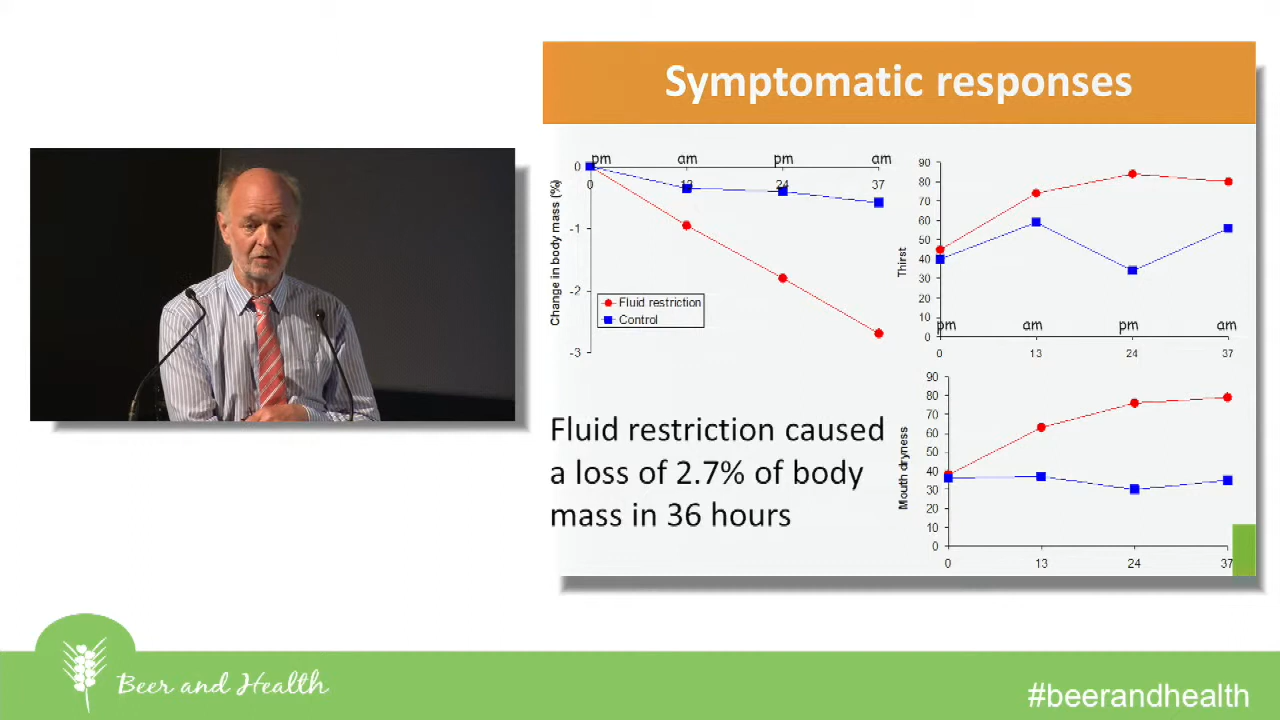 Symptomatic responses
pm am pm am
0
0 13 24 37
-1
-2
-3
Change in body mass (%)
Fluid restriction
Control
90
80
70
60
50
40
30
20
10
0
Thirst
pm am pm am
0 13 24 37
Fluid restriction caused
a loss of 2.7% of body
mass in 36 hours
90
80
70
60
50
40
30
20
10
0
Mouth dryness
0 13 24 37
Beer and Health
#beerandhealth